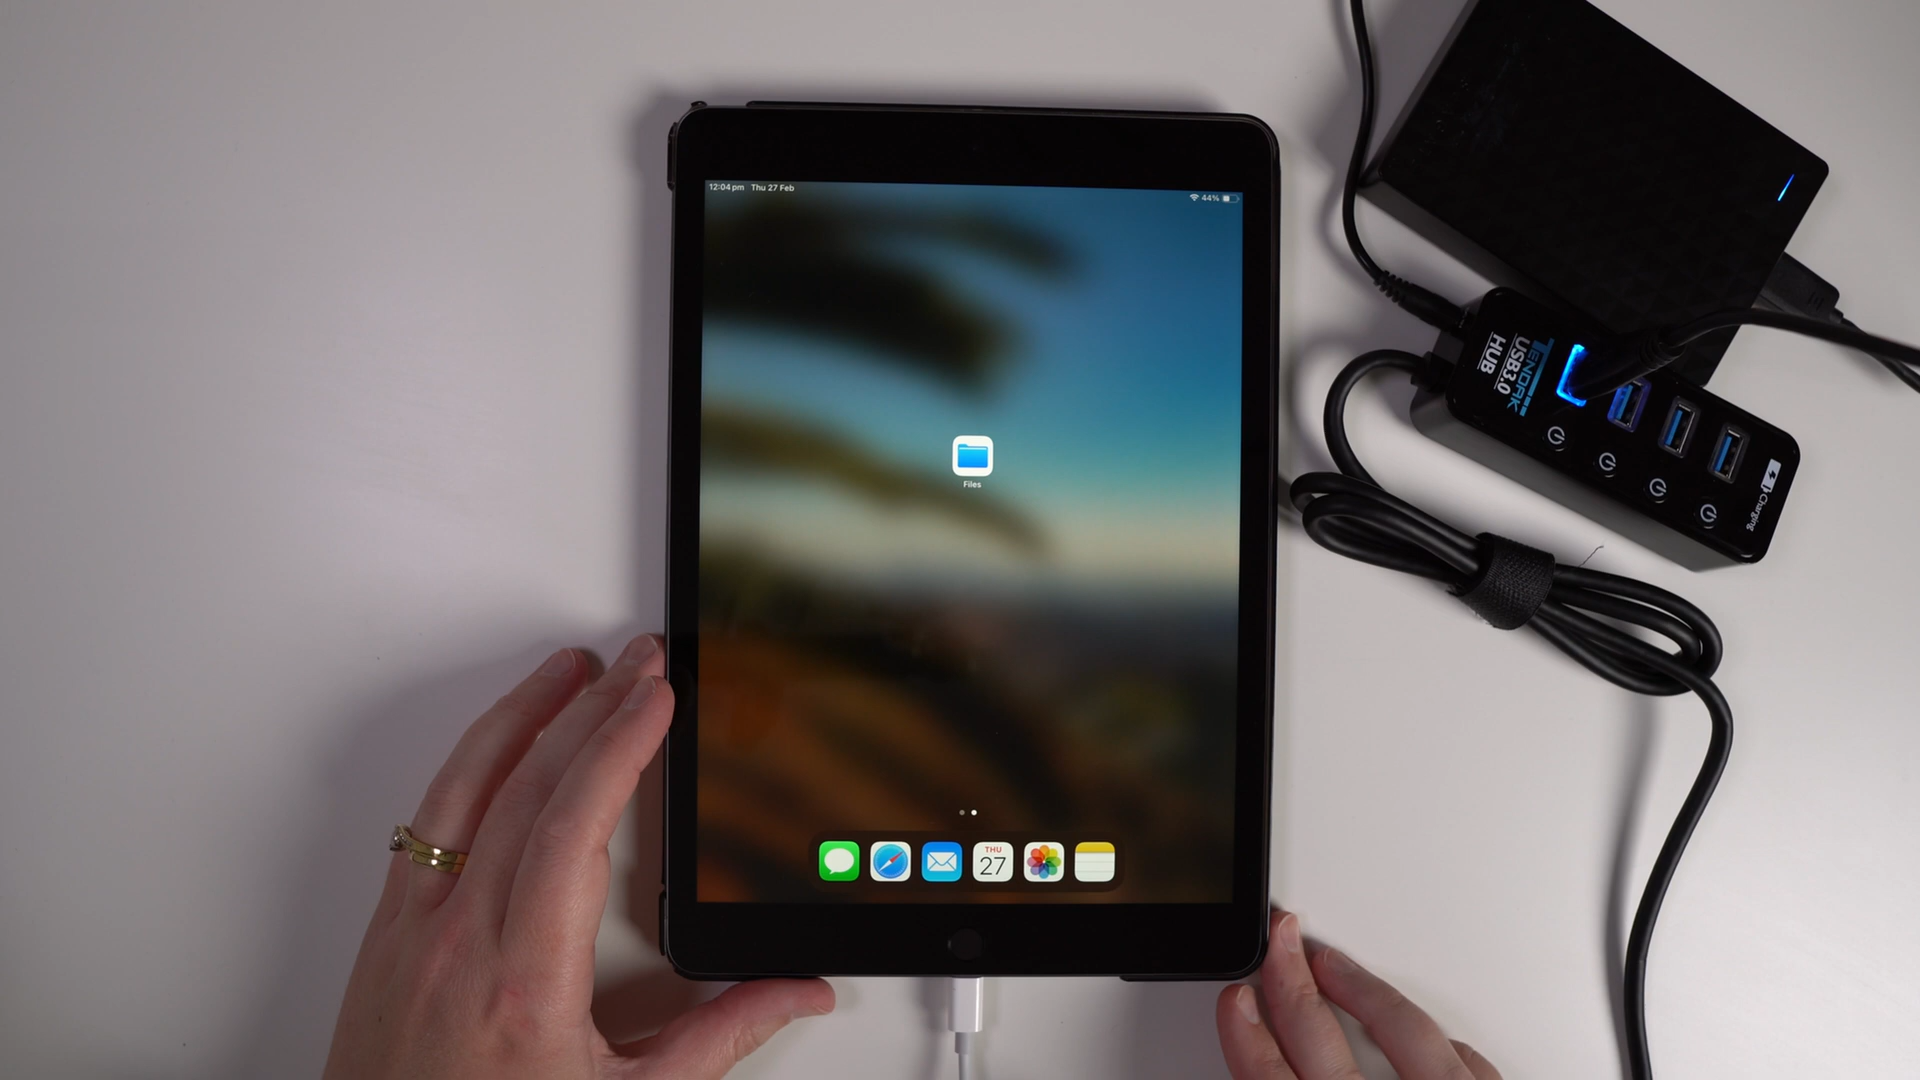 12:04 pm Thu 27 Feb
44%
Files
THU
27
TENDAK
USB3.0
HUB
Charging